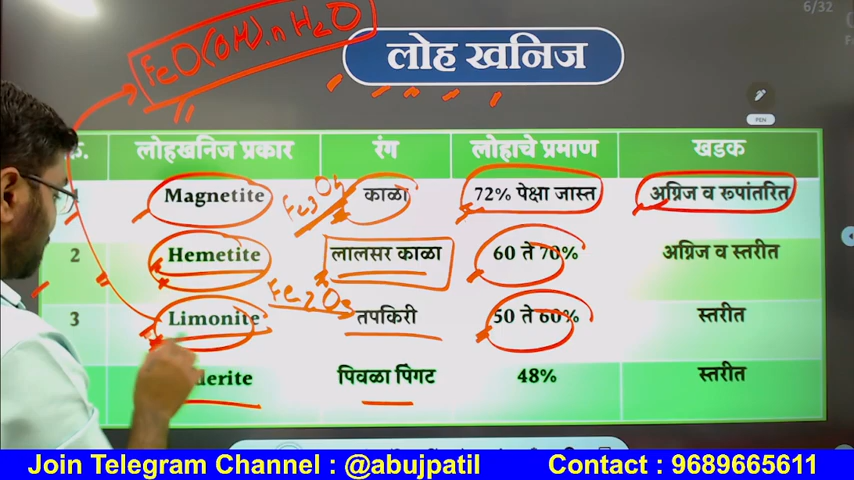 6/32
FeO(OH).nH2O
लोह खनिज
PEN
लोहखनिज प्रकार रंग लोहाचे प्रमाण खडक
Magnetite Fe3O4 काळा 72% पेक्षा जास्त अग्निज व रूपांतरित
2 Hemetite लालसर काळा 60 ते 70% अग्निज व स्तरीत
Fe2O3
3 Limonite तपकिरी 50 ते 60% स्तरीत
derite पिवळा पिंगट 48% स्तरीत
Join Telegram Channel : @abujpatil Contact : 9689665611